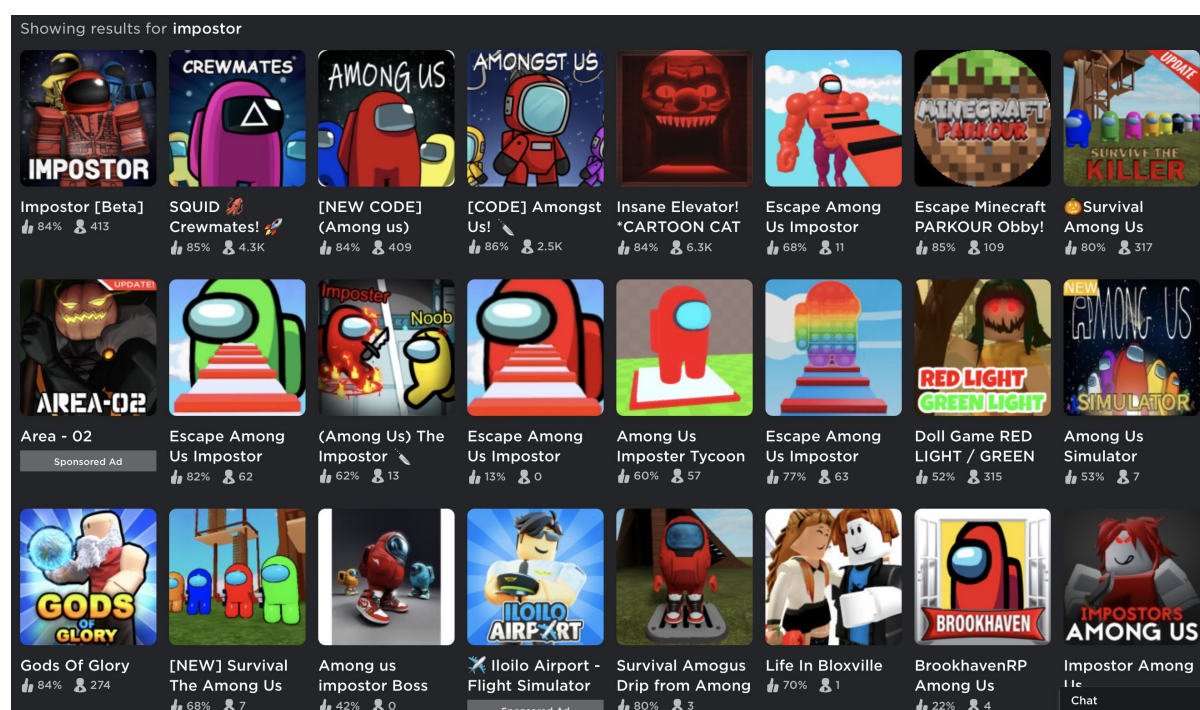 Showing results for impostor
IMPOSTOR
CREWMATES
AMONG US
AMONGST US
MINECRAFT
PARKOUR
UPDATE
SURVIVE THE
KILLER
Impostor [Beta]
84% 413
SQUID 🦑
Crewmates! 🚀
85% 4.3K
[NEW CODE]
(Among us)
84% 409
[CODE] Amongst
Us! 🔪
86% 2.5K
Insane Elevator!
*CARTOON CAT
84% 6.3K
Escape Among
Us Impostor
68% 11
Escape Minecraft
PARKOUR Obby!
85% 109
🎃Survival
Among Us
80% 317
UPDATE!
AREA-02
Imposter
Noob
RED LIGHT
GREEN LIGHT
NEW
AMONG US
SIMULATOR
Area - 02
Sponsored Ad
Escape Among
Us Impostor
82% 62
(Among Us) The
Impostor 🔪
62% 13
Escape Among
Us Impostor
13% 0
Among Us
Imposter Tycoon
60% 57
Escape Among
Us Impostor
77% 63
Doll Game RED
LIGHT / GREEN
52% 315
Among Us
Simulator
53% 7
GODS
OF
GLORY
ILOILO
AIRPORT
BROOKHAVEN
IMPOSTORS
AMONG US
Gods Of Glory
84% 274
[NEW] Survival
The Among Us
68% 7
Among us
impostor Boss
42% 0
✈️ Iloilo Airport -
Flight Simulator
Sponsored Ad
Survival Amogus
Drip from Among
80% 3
Life In Bloxville
70% 1
BrookhavenRP
Among Us
22% 4
Impostor Among
Us
Chat